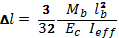 Δl = 3/32 M_b l_b^2 / E_c I_eff